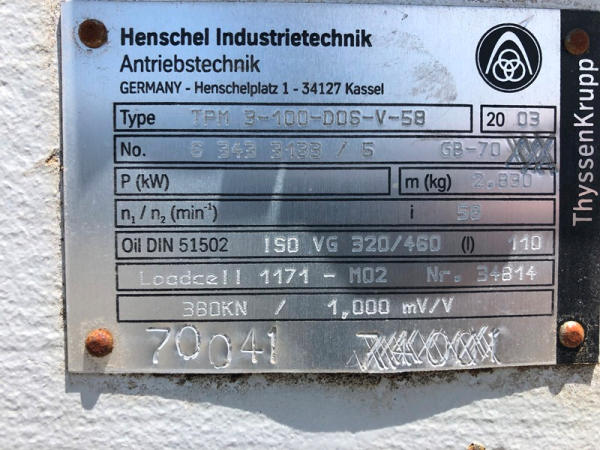 Henschel Industrietechnik
Antriebstechnik
GERMANY - Henschelplatz 1 - 34127 Kassel
Type TPM 3-100-DOS-V-58 20 03
No. S 343 3138 / 5 GB-70
P (kW) m (kg) 2.890
n₁ / n₂ (min⁻¹) i 58
Oil DIN 51502 ISO VG 320/460 (l) 110
Loadcell 1171 - M02 Nr. 34814
380KN / 1,000 mV/V
70041
ThyssenKrupp